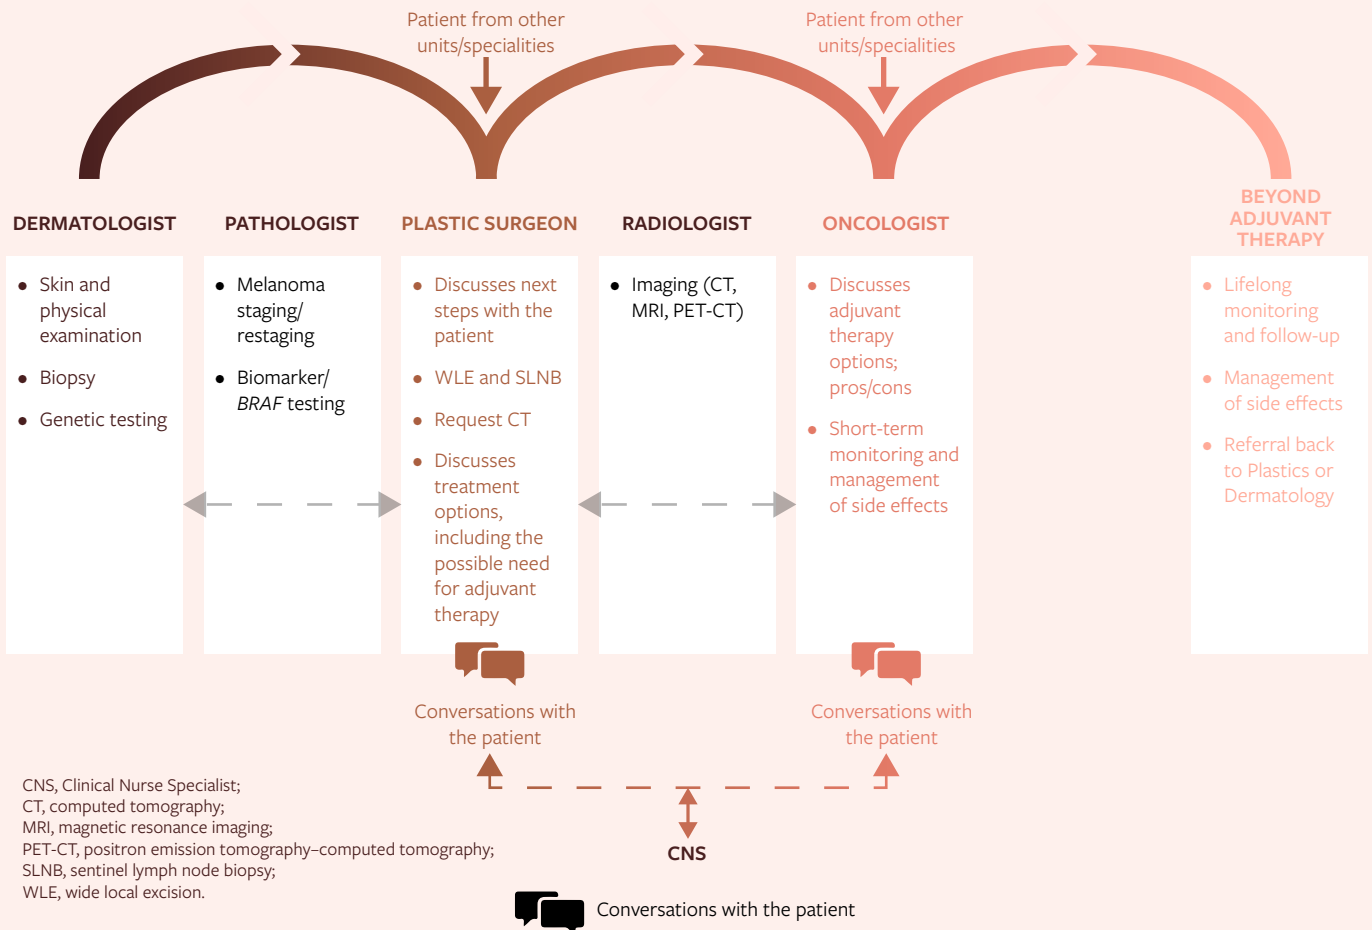 Patient from other
units/specialities
Patient from other
units/specialities
DERMATOLOGIST
● Skin and
physical
examination
● Biopsy
● Genetic testing
PATHOLOGIST
● Melanoma
staging/
restaging
● Biomarker/
BRAF testing
PLASTIC SURGEON
● Discusses next
steps with the
patient
● WLE and SLNB
● Request CT
● Discusses
treatment
options,
including the
possible need
for adjuvant
therapy
RADIOLOGIST
● Imaging (CT,
MRI, PET-CT)
ONCOLOGIST
● Discusses
adjuvant
therapy
options;
pros/cons
● Short-term
monitoring and
management
of side effects
BEYOND
ADJUVANT
THERAPY
● Lifelong
monitoring
and follow-up
● Management
of side effects
● Referral back
to Plastics or
Dermatology
Conversations with
the patient
Conversations with
the patient
CNS
CNS, Clinical Nurse Specialist;
CT, computed tomography;
MRI, magnetic resonance imaging;
PET-CT, positron emission tomography–computed tomography;
SLNB, sentinel lymph node biopsy;
WLE, wide local excision.
Conversations with the patient